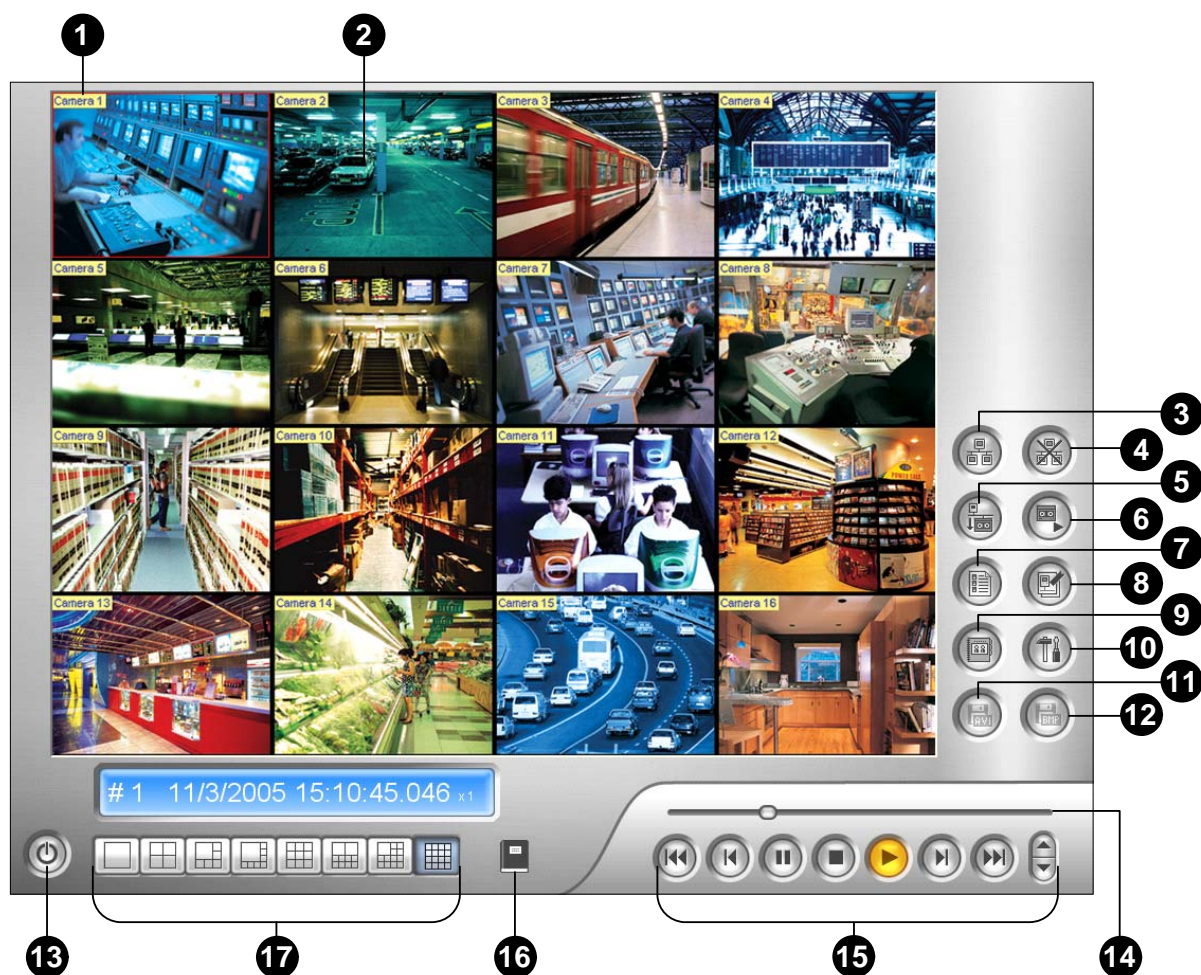 1
2
Camera 1
Camera 2
Camera 3
Camera 4
Camera 5
Camera 6
Camera 7
Camera 8
Camera 9
Camera 10
Camera 11
Camera 12
POWER SALE
Camera 13
Camera 14
Camera 15
Camera 16
3
4
5
6
7
8
9
10
11
12
AVI
BMP
# 1 11/3/2005 15:10:45.046 x1
13
17
16
15
14